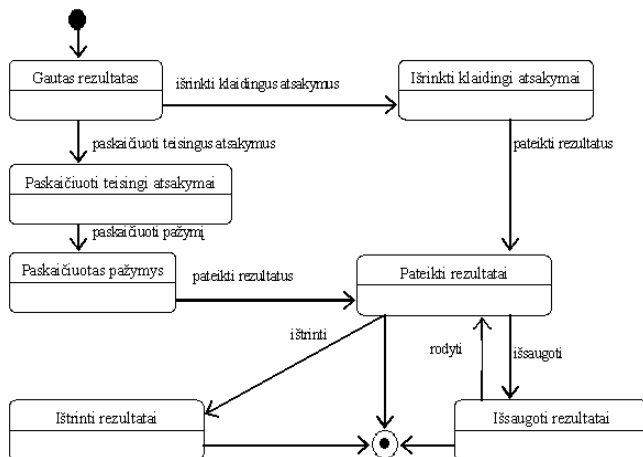 Gautas rezultatas
išrinkti klaidingus atsakymus
Išrinkti klaidingi atsakymai
paskaičiuoti teisingus atsakymus
pateikti rezultatus
Paskaičiuoti teisingi atsakymai
paskaičiuoti pažymį
Paskaičiuotas pažymys
pateikti rezultatus
Pateikti rezultatai
ištrinti
rodyti
išsaugoti
Ištrinti rezultatai
Išsaugoti rezultatai